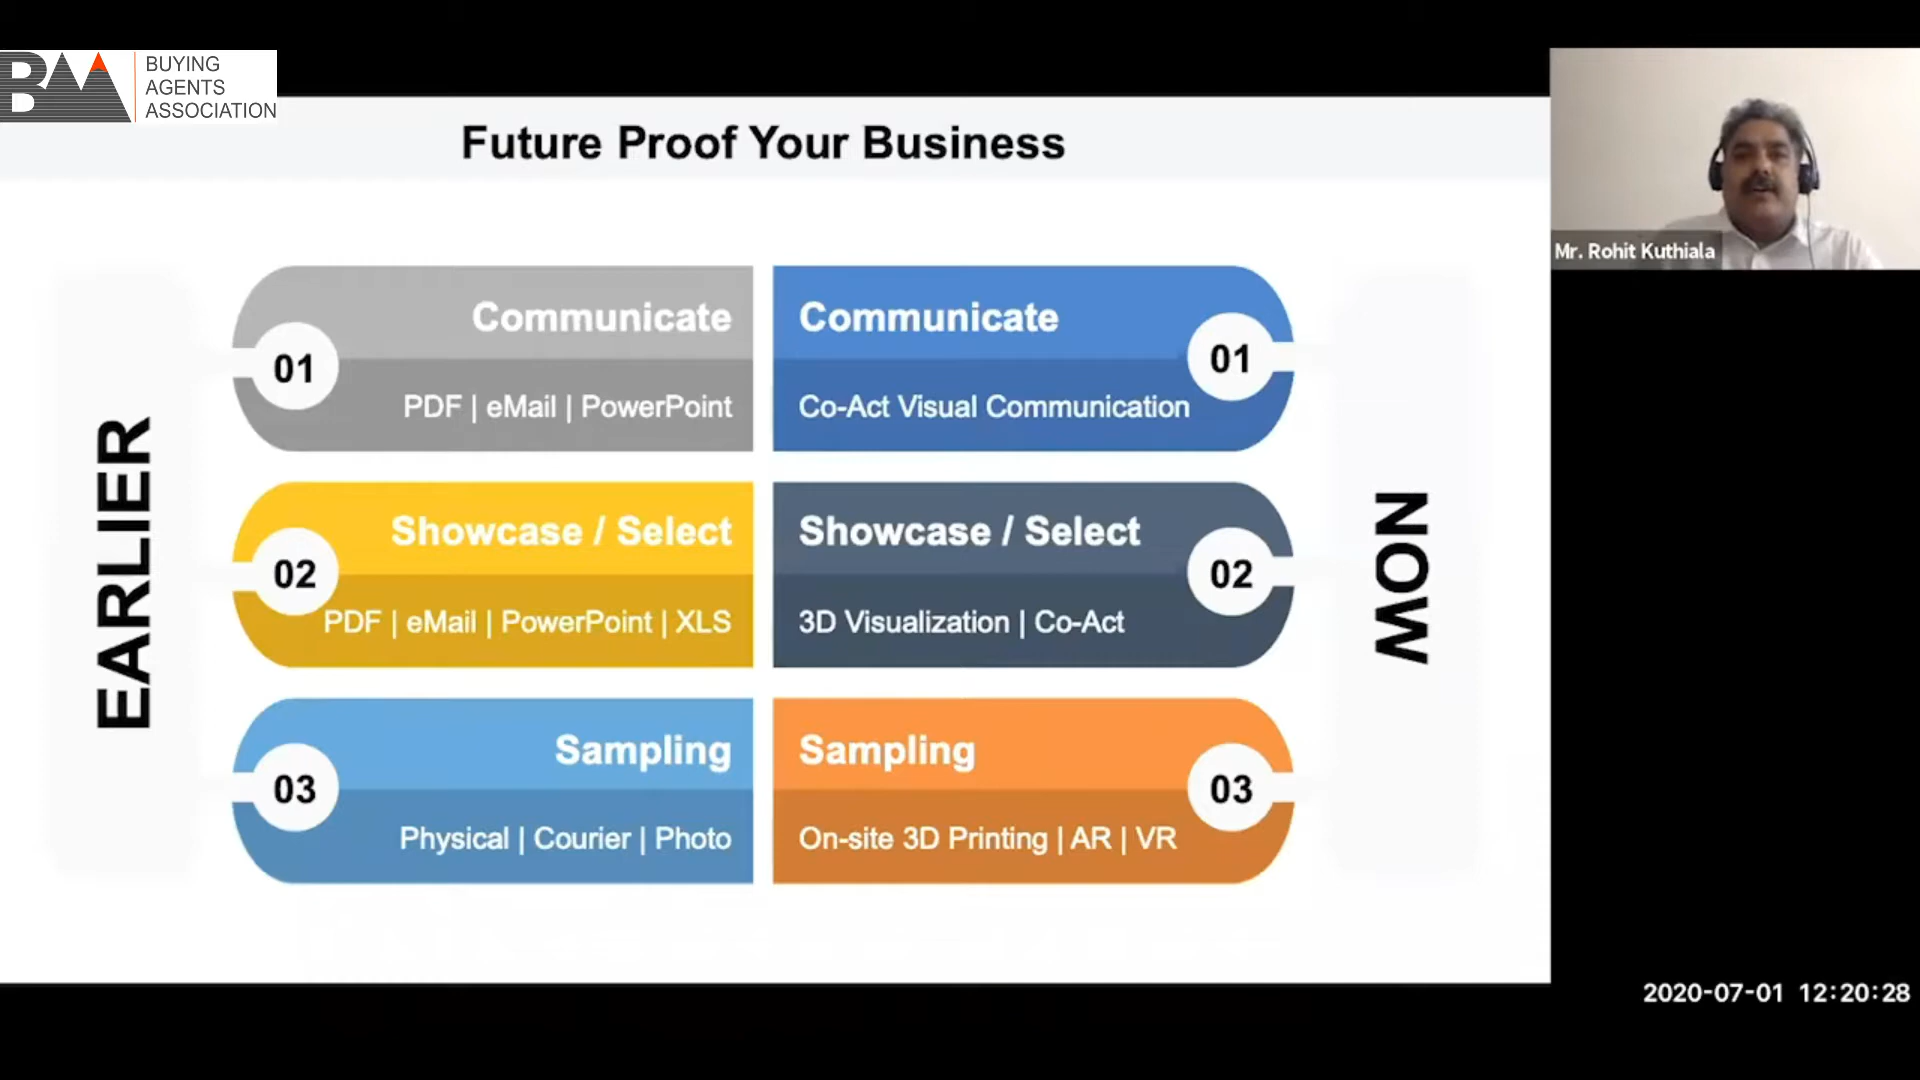 BAA
BUYING
AGENTS
ASSOCIATION
Future Proof Your Business
Mr. Rohit Kuthiala
EARLIER
01
Communicate
PDF | eMail | PowerPoint
Communicate
Co-Act Visual Communication
01
02
Showcase / Select
PDF | eMail | PowerPoint | XLS
Showcase / Select
3D Visualization | Co-Act
02
03
Sampling
Physical | Courier | Photo
Sampling
On-site 3D Printing | AR | VR
03
NOW
2020-07-01 12:20:28